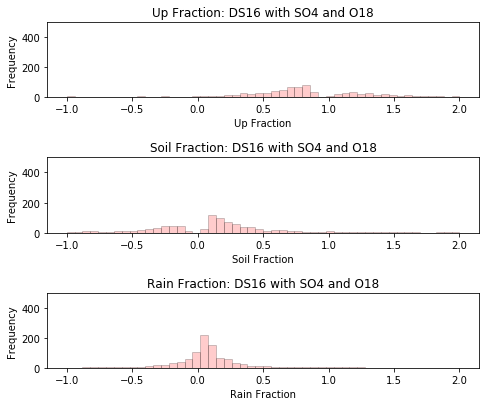 Up Fraction: DS16 with SO4 and O18
400
200
0
Frequency
−1.0 −0.5 0.0 0.5 1.0 1.5 2.0
Up Fraction
Soil Fraction: DS16 with SO4 and O18
400
200
0
Frequency
−1.0 −0.5 0.0 0.5 1.0 1.5 2.0
Soil Fraction
Rain Fraction: DS16 with SO4 and O18
400
200
0
Frequency
−1.0 −0.5 0.0 0.5 1.0 1.5 2.0
Rain Fraction